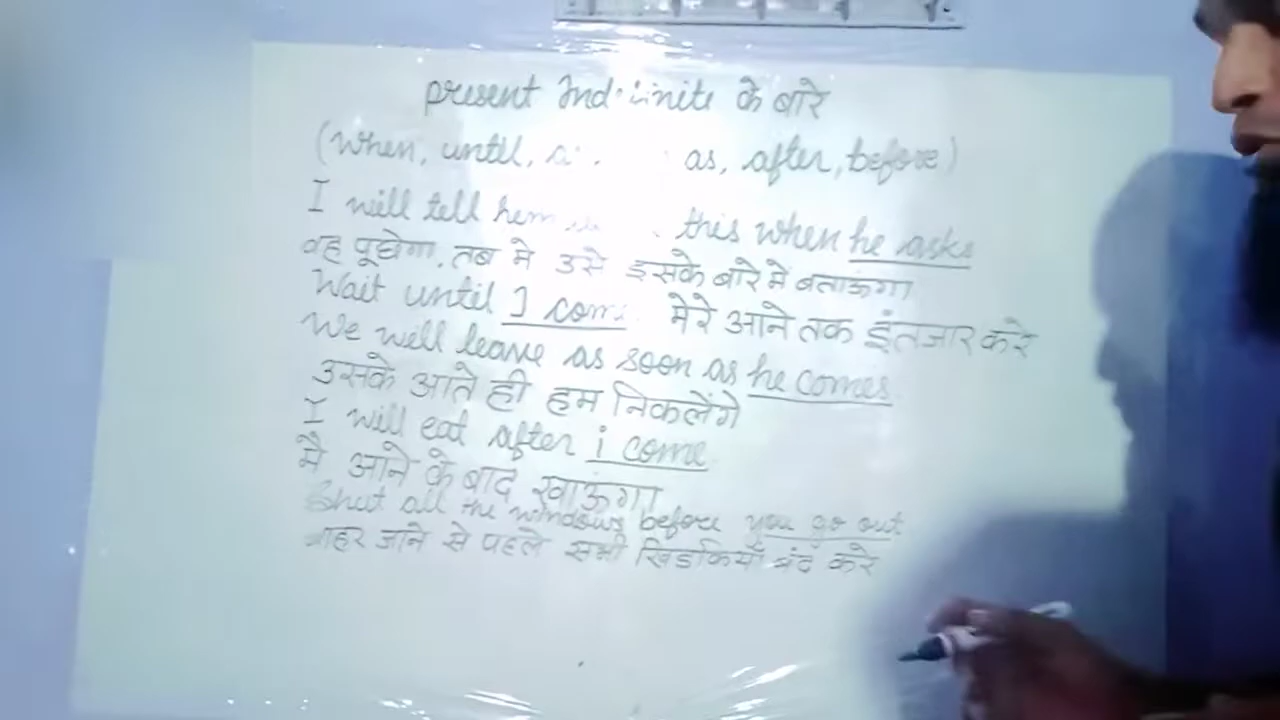 present के बारे
(when, until, as, after, before)
I will tell him this when he asks
वह पूछेगा, तब मे उसे इसके बारे मे बताऊंगा
Wait until I come मेरे आने तक इंतजार करे
We will leave as soon as he comes.
उसके आते ही हम निकलेंगे
I will eat after i come.
मै आने के बाद खाऊंगा
Shut all the windows before you go out.
बाहर जाने से पहले सभी खिडकियाँ बंद करे